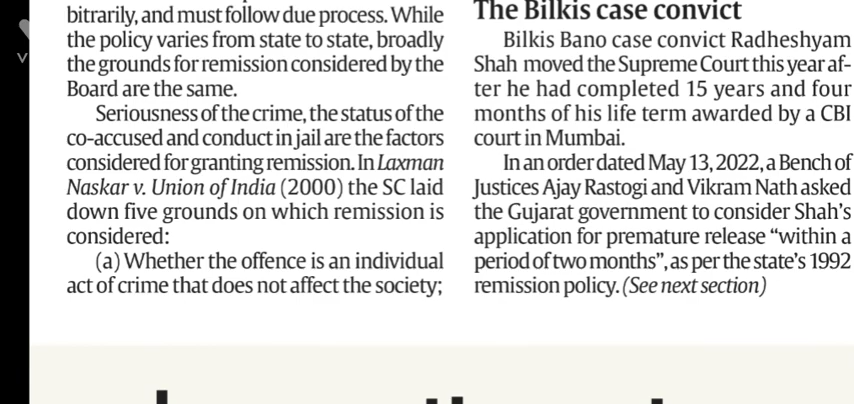 bitrarily, and must follow due process. While
the policy varies from state to state, broadly
the grounds for remission considered by the
Board are the same.
Seriousness of the crime, the status of the
co-accused and conduct in jail are the factors
considered for granting remission. In Laxman
Naskar v. Union of India (2000) the SC laid
down five grounds on which remission is
considered:
(a) Whether the offence is an individual
act of crime that does not affect the society;
The Bilkis case convict
Bilkis Bano case convict Radheshyam
Shah moved the Supreme Court this year af-
ter he had completed 15 years and four
months of his life term awarded by a CBI
court in Mumbai.
In an order dated May 13, 2022, a Bench of
Justices Ajay Rastogi and Vikram Nath asked
the Gujarat government to consider Shah's
application for premature release “within a
period of two months”, as per the state's 1992
remission policy. (See next section)